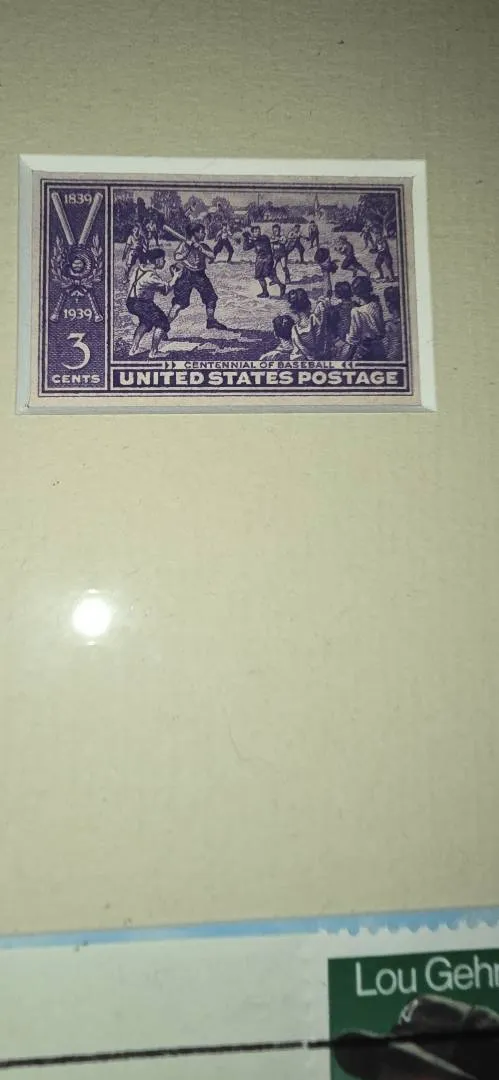 1839
1939
3
CENTS
CENTENNIAL OF BASEBALL
UNITED STATES POSTAGE
Lou Gehr